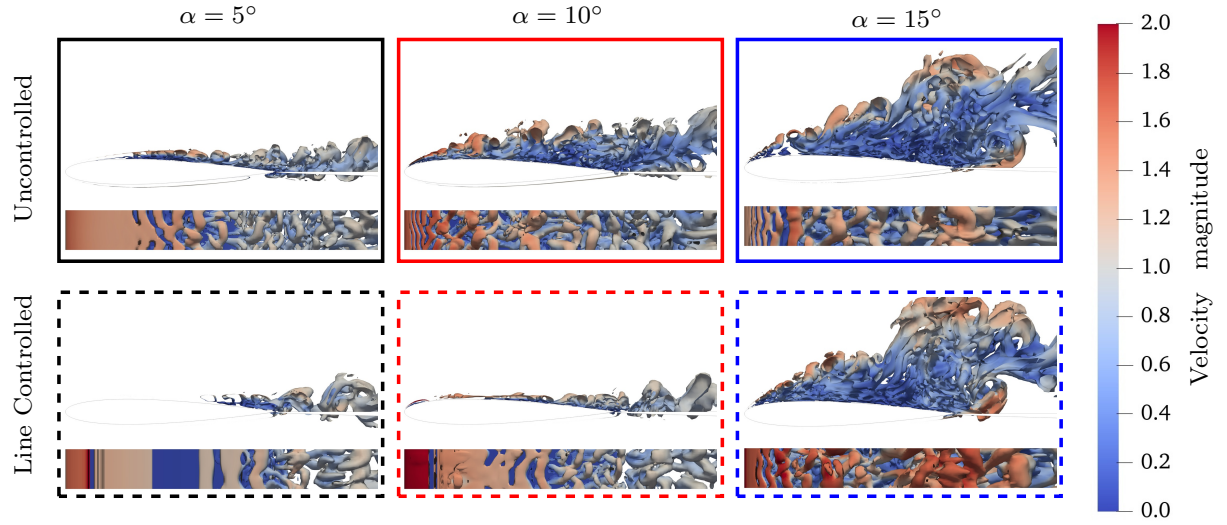 α = 5°
α = 10°
α = 15°
Uncontrolled
Line Controlled
2.0
1.8
1.6
1.4
1.2
1.0
0.8
0.6
0.4
0.2
0.0
Velocity magnitude